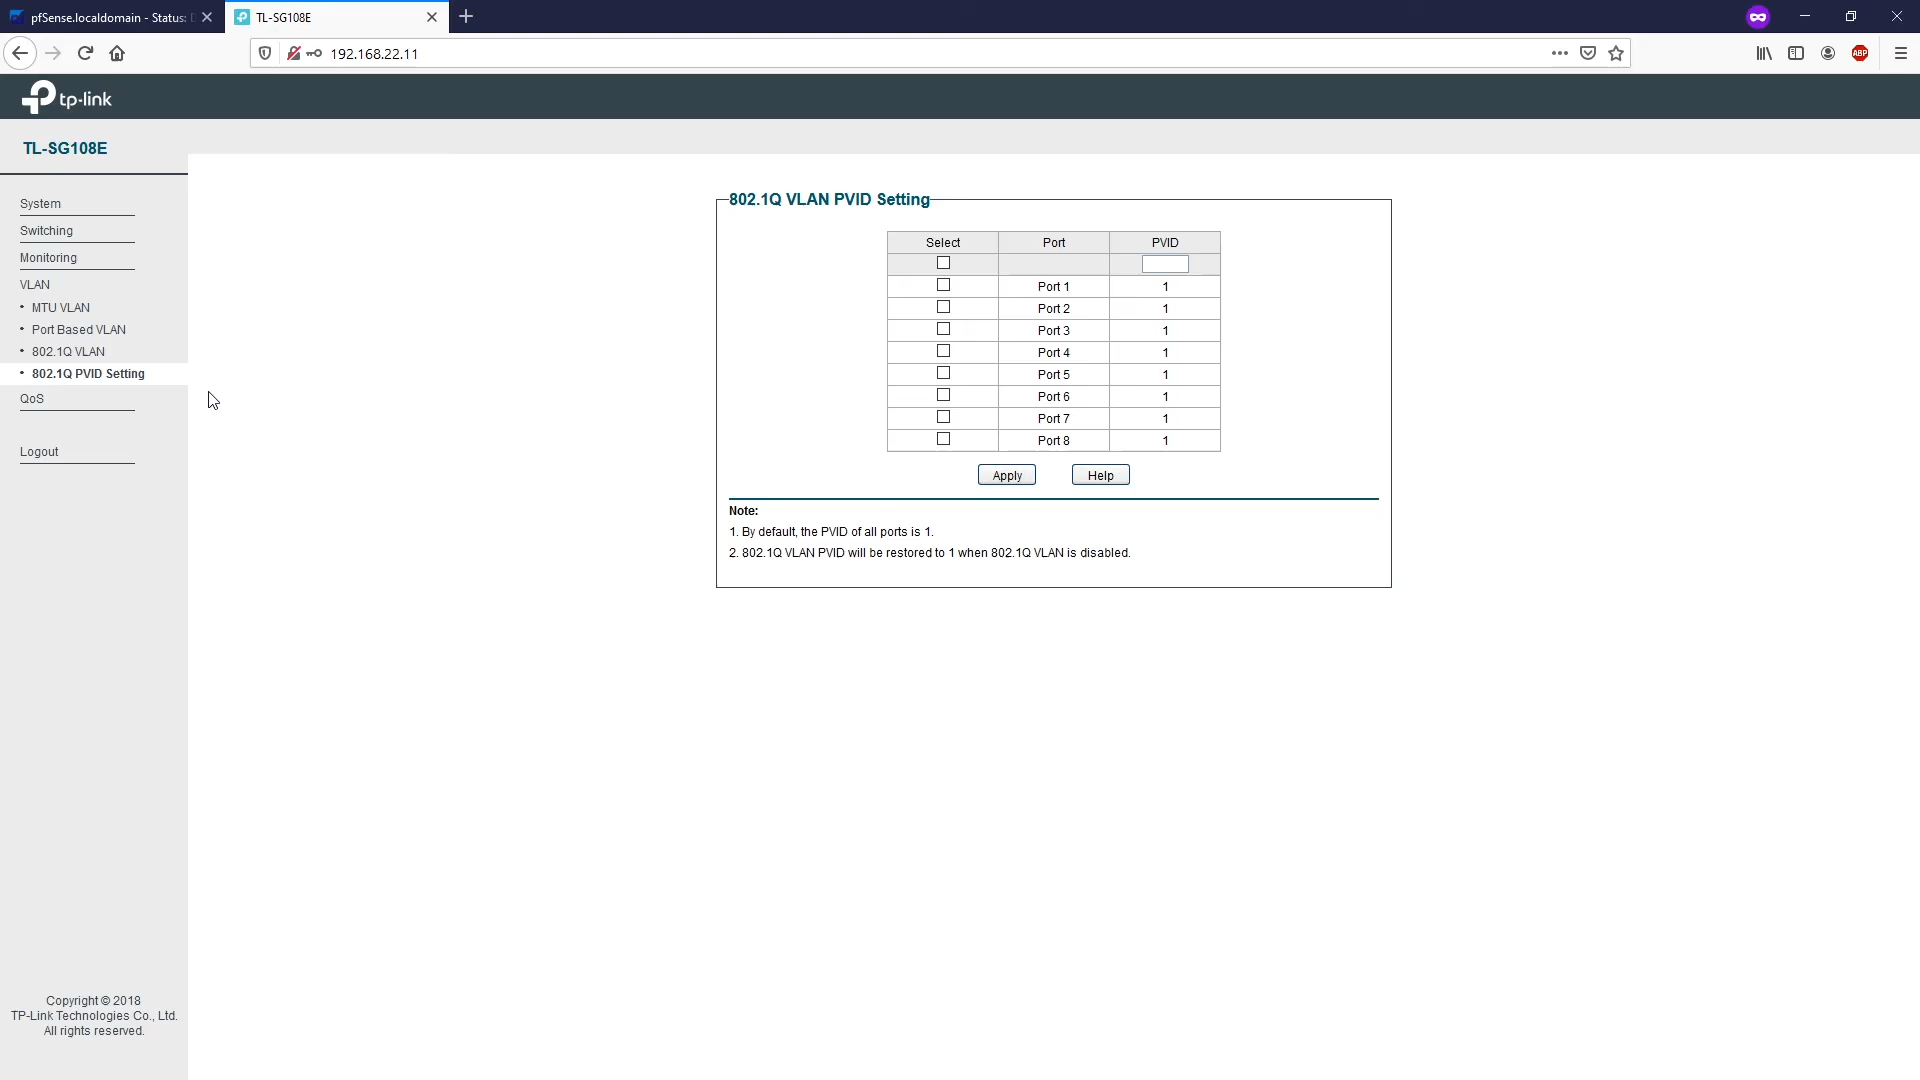 pfSense.localdomain - Status:
TL-SG108E
192.168.22.11
ABP
tp-link
TL-SG108E
System
Switching
Monitoring
VLAN
• MTU VLAN
• Port Based VLAN
• 802.1Q VLAN
• 802.1Q PVID Setting
QoS
Logout
802.1Q VLAN PVID Setting
Select Port PVID
Port 1 1
Port 2 1
Port 3 1
Port 4 1
Port 5 1
Port 6 1
Port 7 1
Port 8 1
Apply Help
Note:
1. By default, the PVID of all ports is 1.
2. 802.1Q VLAN PVID will be restored to 1 when 802.1Q VLAN is disabled.
Copyright © 2018
TP-Link Technologies Co., Ltd.
All rights reserved.